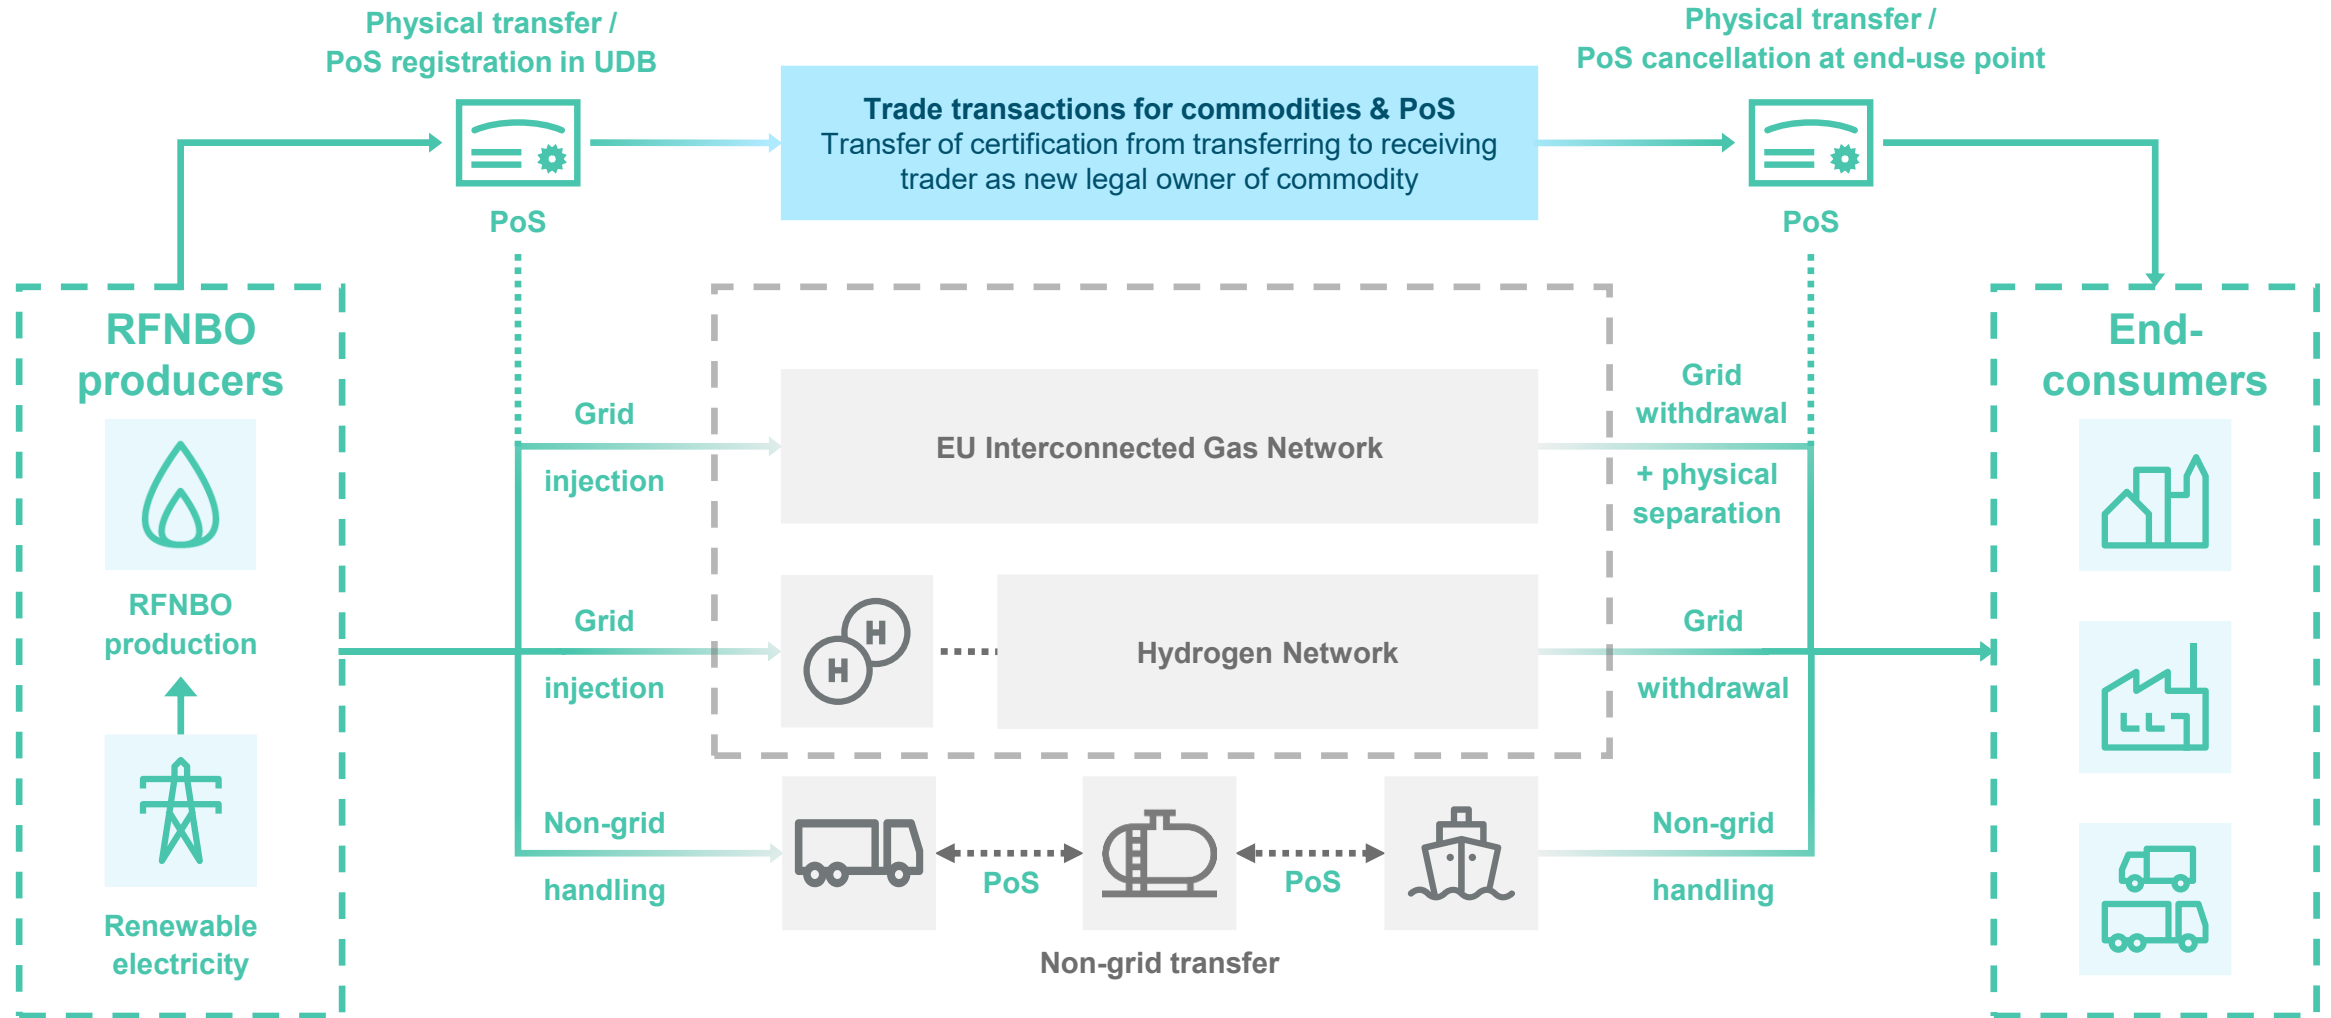 Physical transfer /
PoS registration in UDB
Physical transfer /
PoS cancellation at end-use point
Trade transactions for commodities & PoS
Transfer of certification from transferring to receiving
trader as new legal owner of commodity
PoS
PoS
RFNBO
producers
RFNBO
production
Renewable
electricity
Grid
injection
Grid
injection
Non-grid
handling
EU Interconnected Gas Network
H
H
Hydrogen Network
PoS
PoS
Non-grid transfer
Grid
withdrawal
+ physical
separation
Grid
withdrawal
Non-grid
handling
End-
consumers